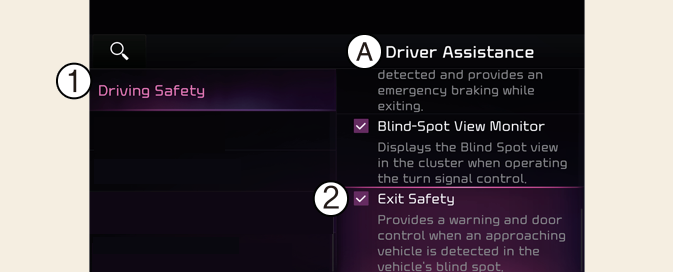 A Driver Assistance
1
Driving Safety
detected and provides an
emergency braking while
exiting.
Blind-Spot View Monitor
Displays the Blind Spot view
in the cluster when operating
the turn signal control.
2 Exit Safety
Provides a warning and door
control when an approaching
vehicle is detected in the
vehicle's blind spot.